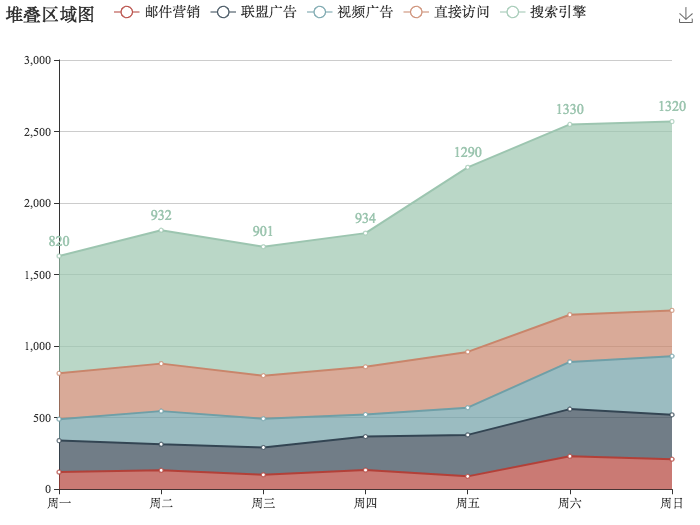 堆叠区域图
邮件营销 联盟广告 视频广告 直接访问 搜索引擎
3,000
2,500
2,000
1,500
1,000
500
0
820 932 901 934 1290 1330 1320
周一 周二 周三 周四 周五 周六 周日